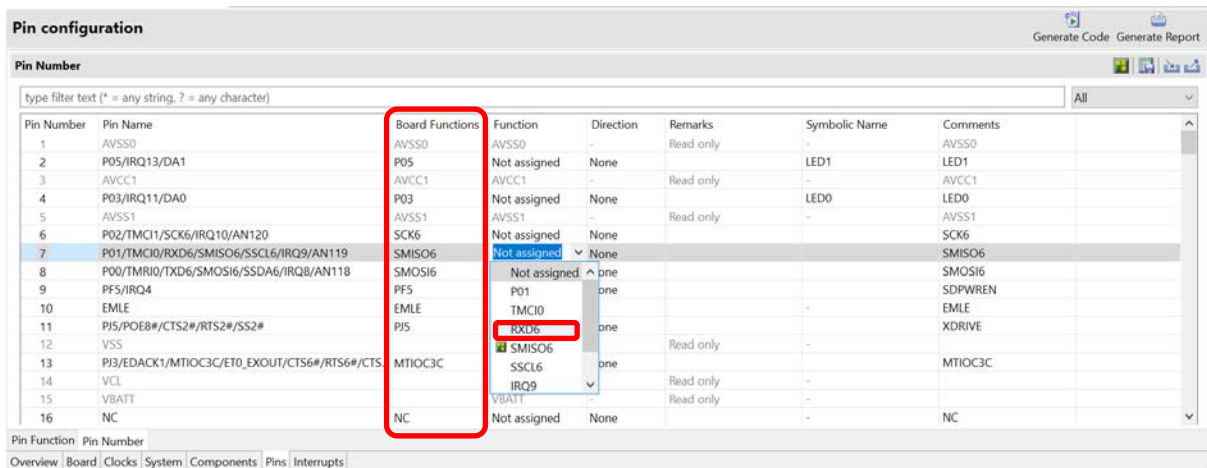 Pin configuration
Generate Code Generate Report
Pin Number
type filter text (* = any string, ? = any character) All
Pin Number Pin Name Board Functions Function Direction Remarks Symbolic Name Comments
1 AVSS0 AVSS0 AVSS0 - Read only - AVSS0
2 P05/IRQ13/DA1 P05 Not assigned None LED1 LED1
3 AVCC1 AVCC1 AVCC1 - Read only - AVCC1
4 P03/IRQ11/DA0 P03 Not assigned None LED0 LED0
5 AVSS1 AVSS1 AVSS1 - Read only - AVSS1
6 P02/TMCI1/SCK6/IRQ10/AN120 SCK6 Not assigned None SCK6
7 P01/TMCI0/RXD6/SMISO6/SSCL6/IRQ9/AN119 SMISO6 Not assigned None SMISO6
8 P00/TMRI0/TXD6/SMOSI6/SSDA6/IRQ8/AN118 SMOSI6 Not assigned one SMOSI6
9 PF5/IRQ4 PF5 P01 one SDPWREN
10 EMLE EMLE TMCI0 - EMLE
11 PJ5/POE8#/CTS2#/RTS2#/SS2# PJ5 RXD6 one XDRIVE
12 VSS SMISO6 Read only -
13 PJ3/EDACK1/MTIOC3C/ET0_EXOUT/CTS6#/RTS6#/CTS... MTIOC3C SSCL6 one MTIOC3C
14 VCL IRQ9 Read only -
15 VBATT VBATT - Read only -
16 NC NC Not assigned None - NC
Pin Function Pin Number
Overview Board Clocks System Components Pins Interrupts